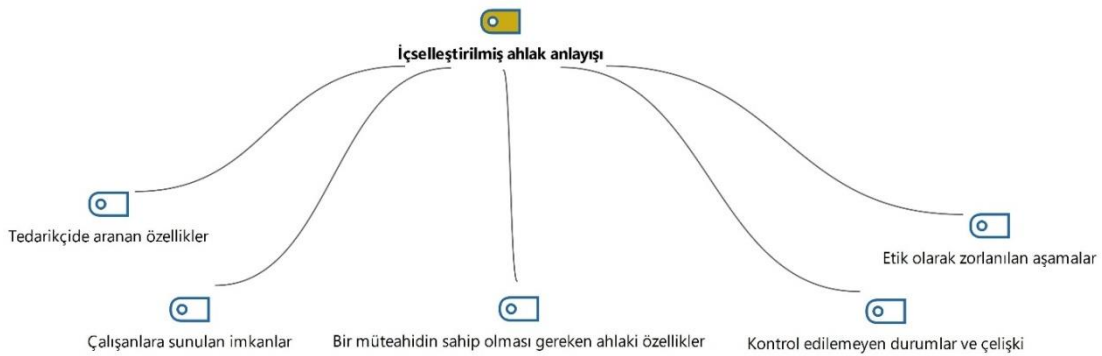 İçselleştirilmiş ahlak anlayışı
Tedarikçide aranan özellikler
Etik olarak zorlanılan aşamalar
Çalışanlara sunulan imkanlar
Bir müteahidin sahip olması gereken ahlaki özellikler
Kontrol edilemeyen durumlar ve çelişki